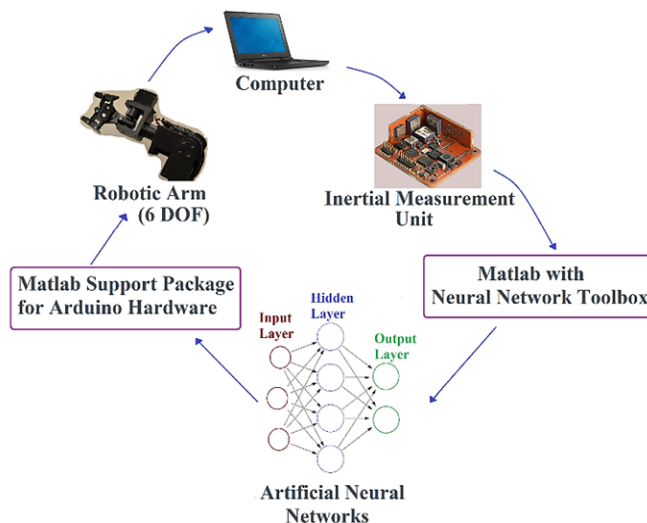 Computer
Robotic Arm
(6 DOF)
Inertial Measurement
Unit
Matlab Support Package
for Arduino Hardware
Matlab with
Neural Network Toolbox
Input
Layer
Hidden
Layer
Output
Layer
Artificial Neural
Networks